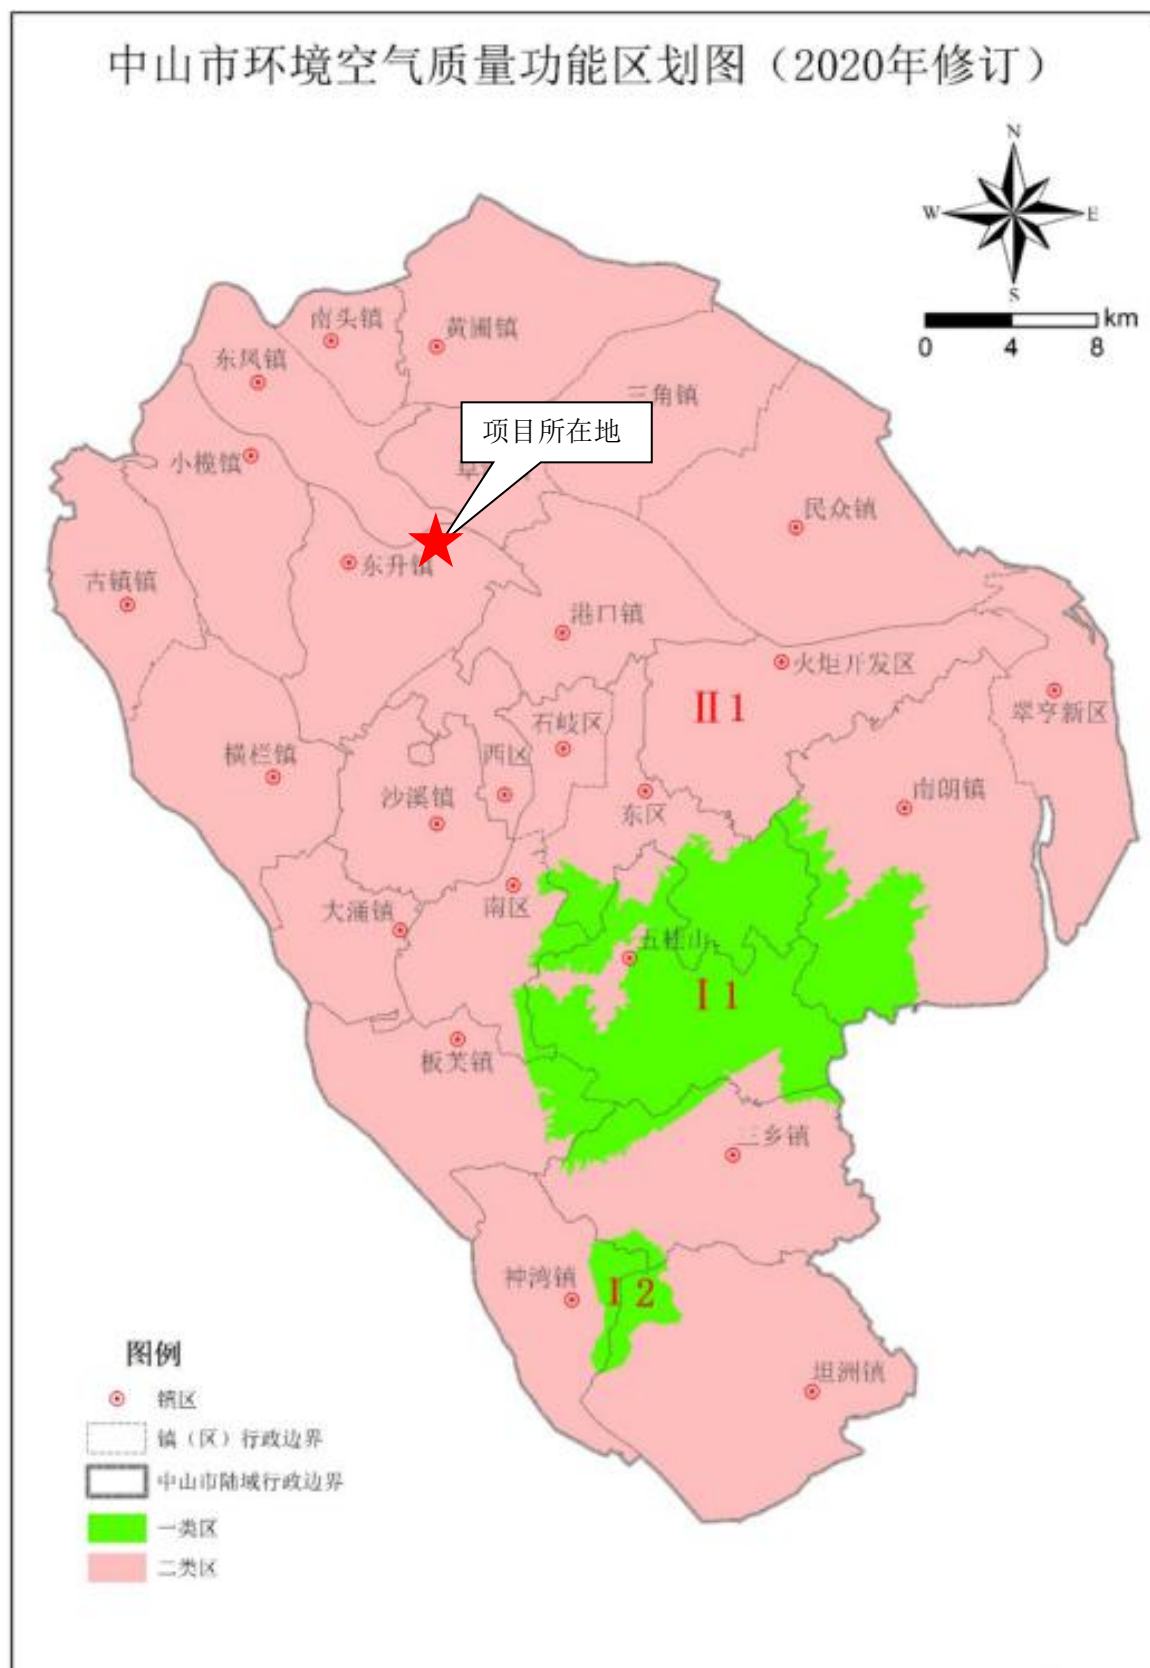 中山市环境空气质量功能区划图（2020年修订）
N
W
E
S
km
0 4 8
南头镇
黄圃镇
东凤镇
三角镇
项目所在地
小榄镇
民众镇
东升镇
古镇镇
港口镇
火炬开发区
II 1
翠亨新区
石岐区
横栏镇
西区
沙溪镇
东区
南朗镇
大涌镇
南区
五桂山
I 1
板芙镇
三乡镇
神湾镇
I 2
坦洲镇
图例
镇区
镇（区）行政边界
中山市陆域行政边界
一类区
二类区